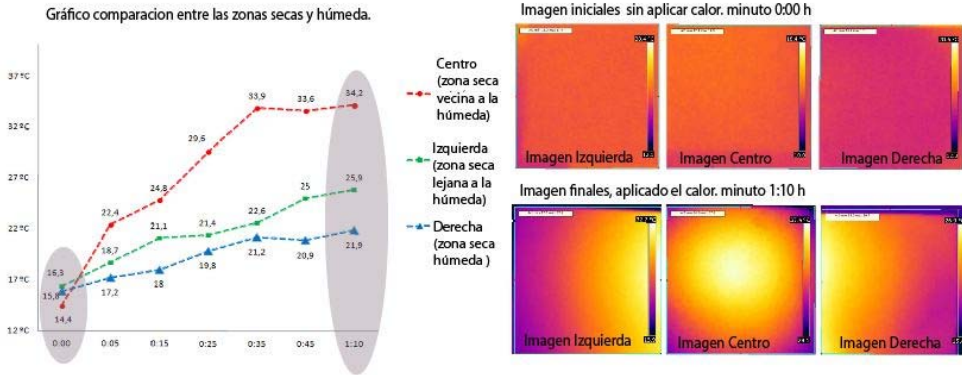 Gráfico comparacion entre las zonas secas y húmeda.
37ºC
32ºC
27ºC
22ºC
17ºC
12ºC
0:00
0:05
0:15
0:25
0:35
0:45
1:10
14,4
22,4
24,8
29,6
33,9
33,6
34,2
16,3
18,7
21,1
21,4
22,6
25
25,9
17,2
18
19,8
21,2
20,9
21,9
Centro
(zona seca
vecina a la
húmeda)
Izquierda
(zona seca
lejana a la
húmeda)
Derecha
(zona seca
húmeda )
Imagen iniciales sin aplicar calor. minuto 0:00 h
Imagen Izquierda
Imagen Centro
Imagen Derecha
Imagen finales, aplicado el calor. minuto 1:10 h
Imagen Izquierda
Imagen Centro
Imagen Derecha